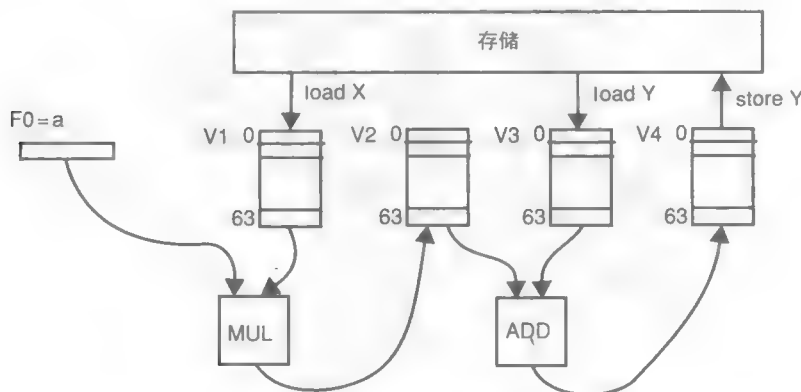 存储
load X
load Y
store Y
F0=a
V1 0
V2 0
V3 0
V4 0
63
63
63
63
MUL
ADD